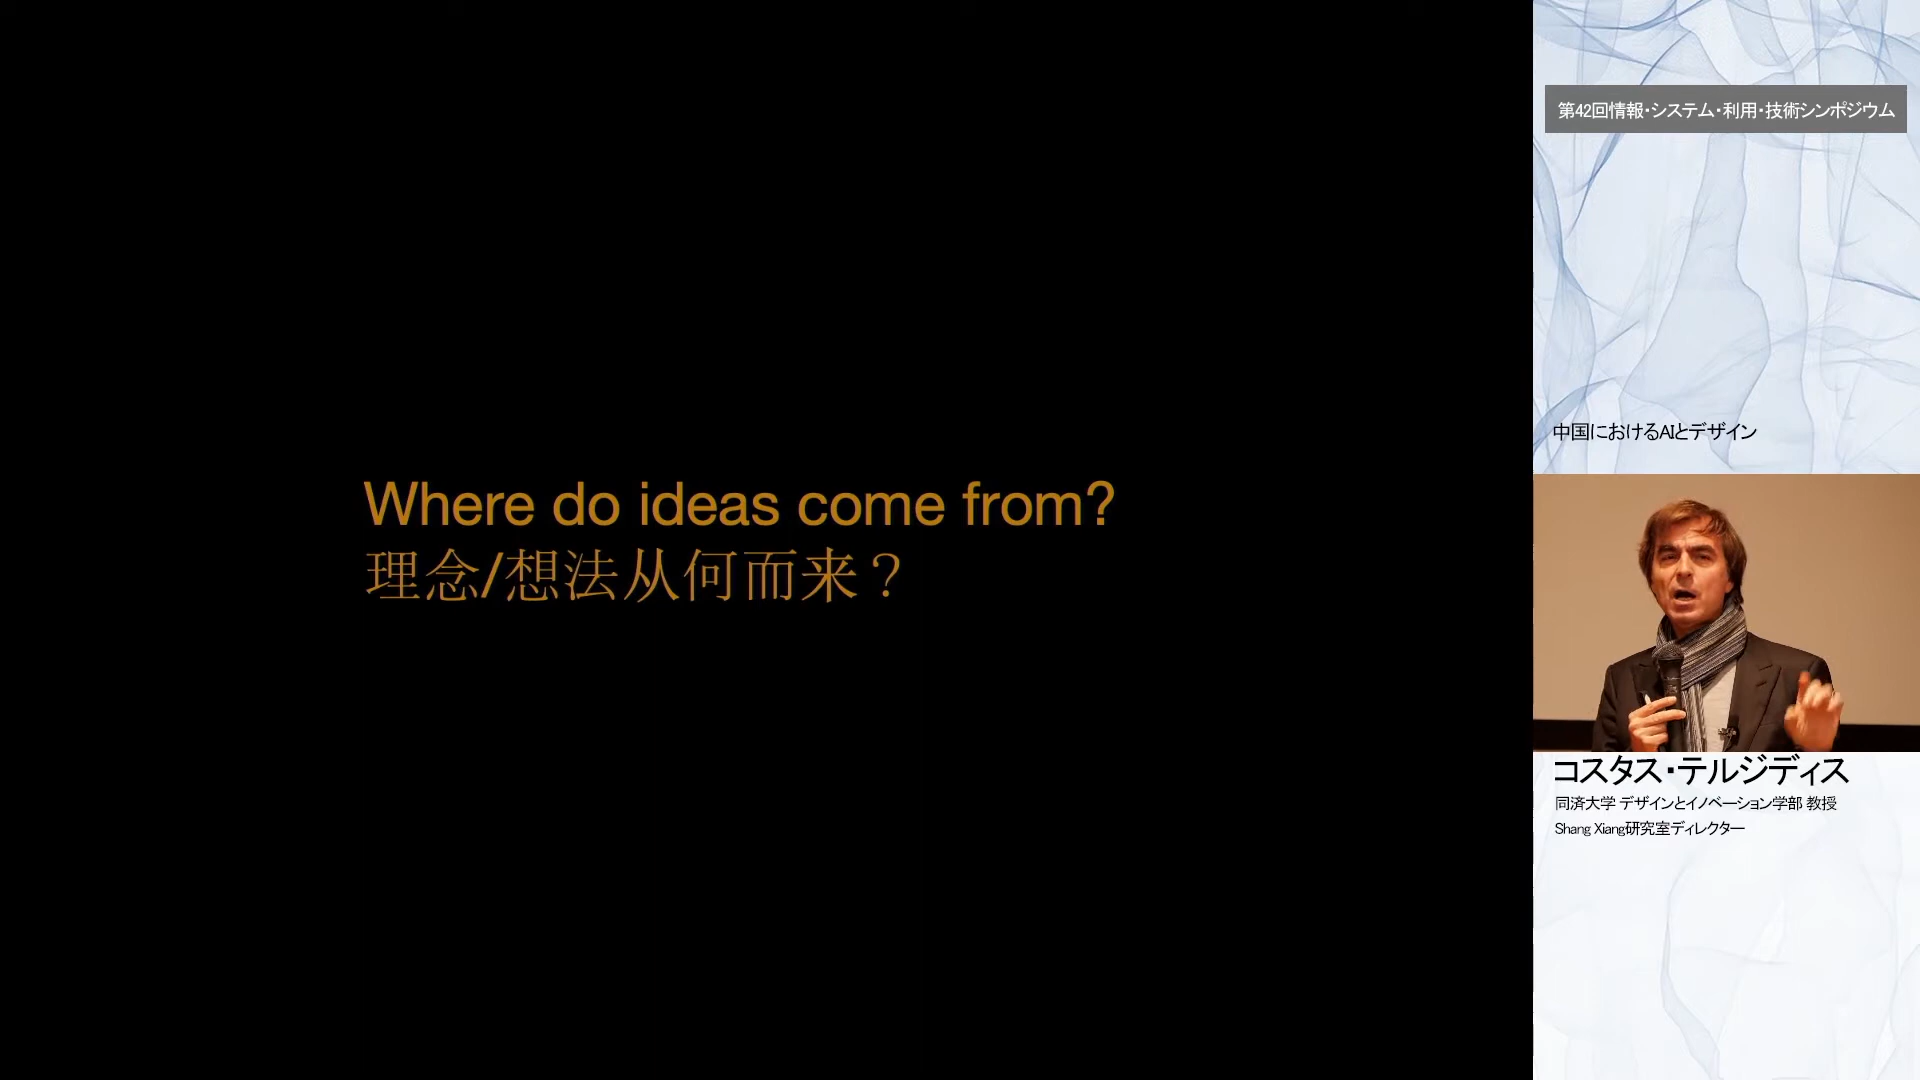 Where do ideas come from?
理念/想法从何而来？
第42回情報・システム・利用・技術シンポジウム
中国におけるAIとデザイン
コスタス・テルジディス
同済大学 デザインとイノベーション学部 教授
Shang Xiang研究室ディレクター